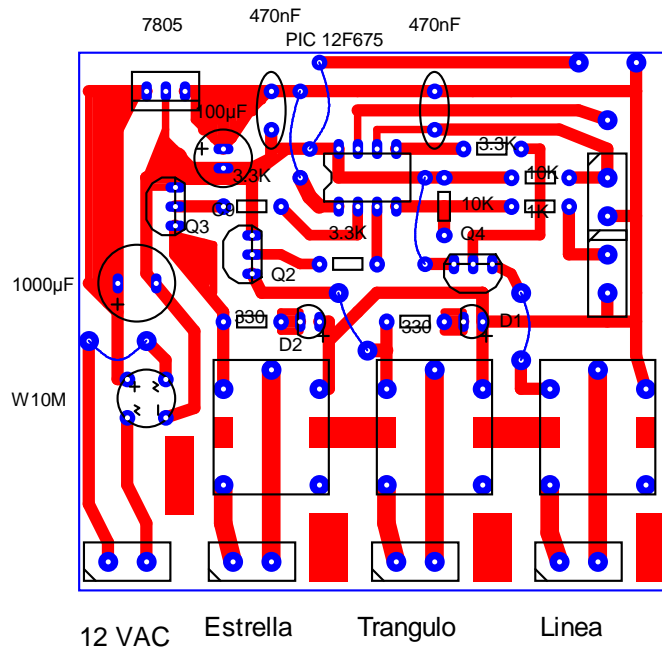 7805
470nF
470nF
PIC 12F675
100µF
+
3.3K
3.3K
10K
C9
10K
1K
Q3
3.3K
Q4
Q2
1000µF
+
330
330
D1
D2
+
+
W10M
+ ~
~ -
12 VAC
Estrella
Trangulo
Linea